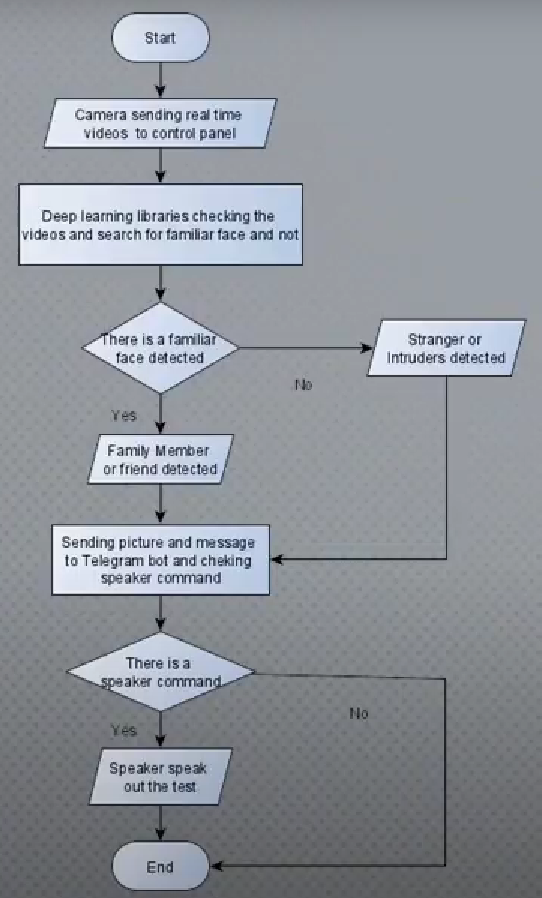 Start
Camera sending real time
videos to control panel
Deep learning libraries checking the
videos and search for familiar face and not
There is a familiar
face detected
Stranger or
Intruders detected
No
Yes
Family Member
or friend detected
Sending picture and message
to Telegram bot and cheking
speaker command
There is a
speaker command
No
Yes
Speaker speak
out the test
End